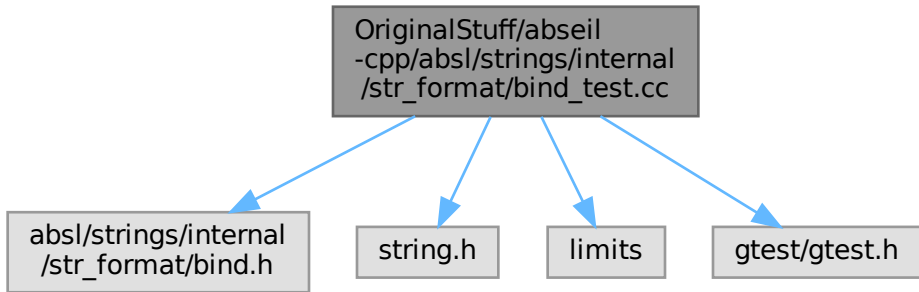 OriginalStuff/abseil
-cpp/absl/strings/internal
/str_format/bind_test.cc
absl/strings/internal
/str_format/bind.h
string.h
limits
gtest/gtest.h